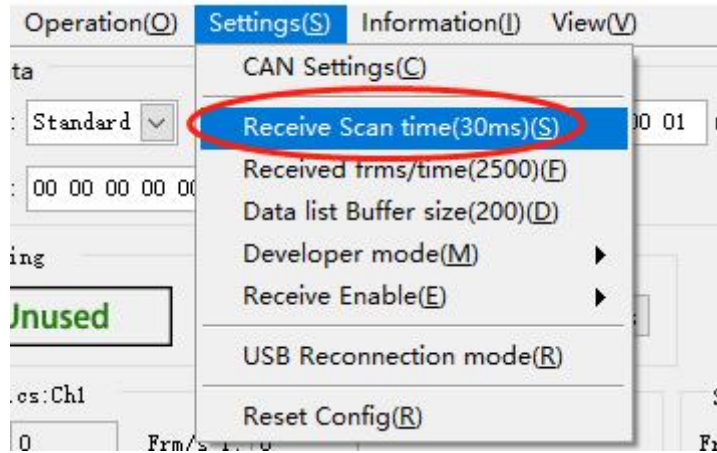 Operation(O) Settings(S) Information(I) View(V)
ta
CAN Settings(C)
: Standard
Receive Scan time(30ms)(S)
00 01
Received frms/time(2500)(F)
: 00 00 00 00 00
Data list Buffer size(200)(D)
ing
Developer mode(M)
Receive Enable(E)
Unused
USB Reconnection mode(R)
cs:Ch1
Reset Config(R)
0
Frm/s